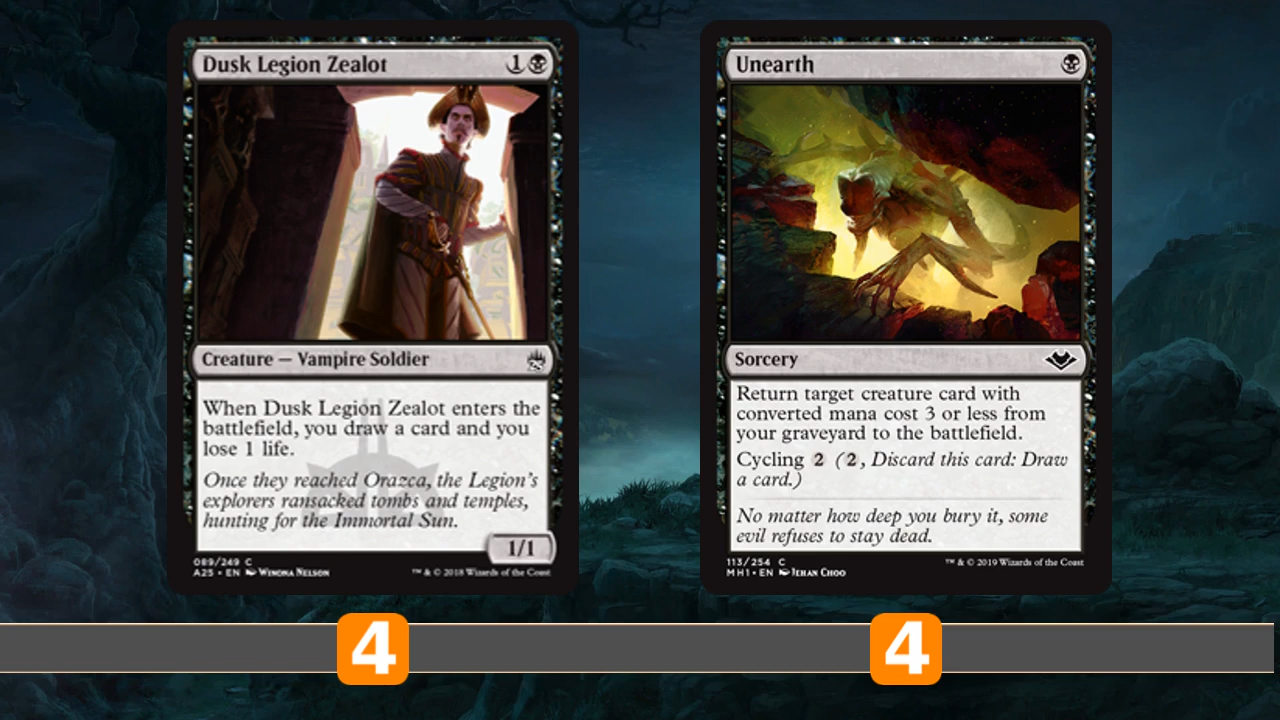 Dusk Legion Zealot 1
Creature — Vampire Soldier
When Dusk Legion Zealot enters the
battlefield, you draw a card and you
lose 1 life.
Once they reached Orazca, the Legion's
explorers ransacked tombs and temples,
hunting for the Immortal Sun.
1/1
089/249 C
A25 • EN Winona Nelson
™ & © 2018 Wizards of the Coast
4
Unearth
Sorcery
Return target creature card with
converted mana cost 3 or less from
your graveyard to the battlefield.
Cycling 2 (2, Discard this card: Draw
a card.)
No matter how deep you bury it, some
evil refuses to stay dead.
113/254 C
MH1 • EN Jehan Choo
™ & © 2019 Wizards of the Coast
4